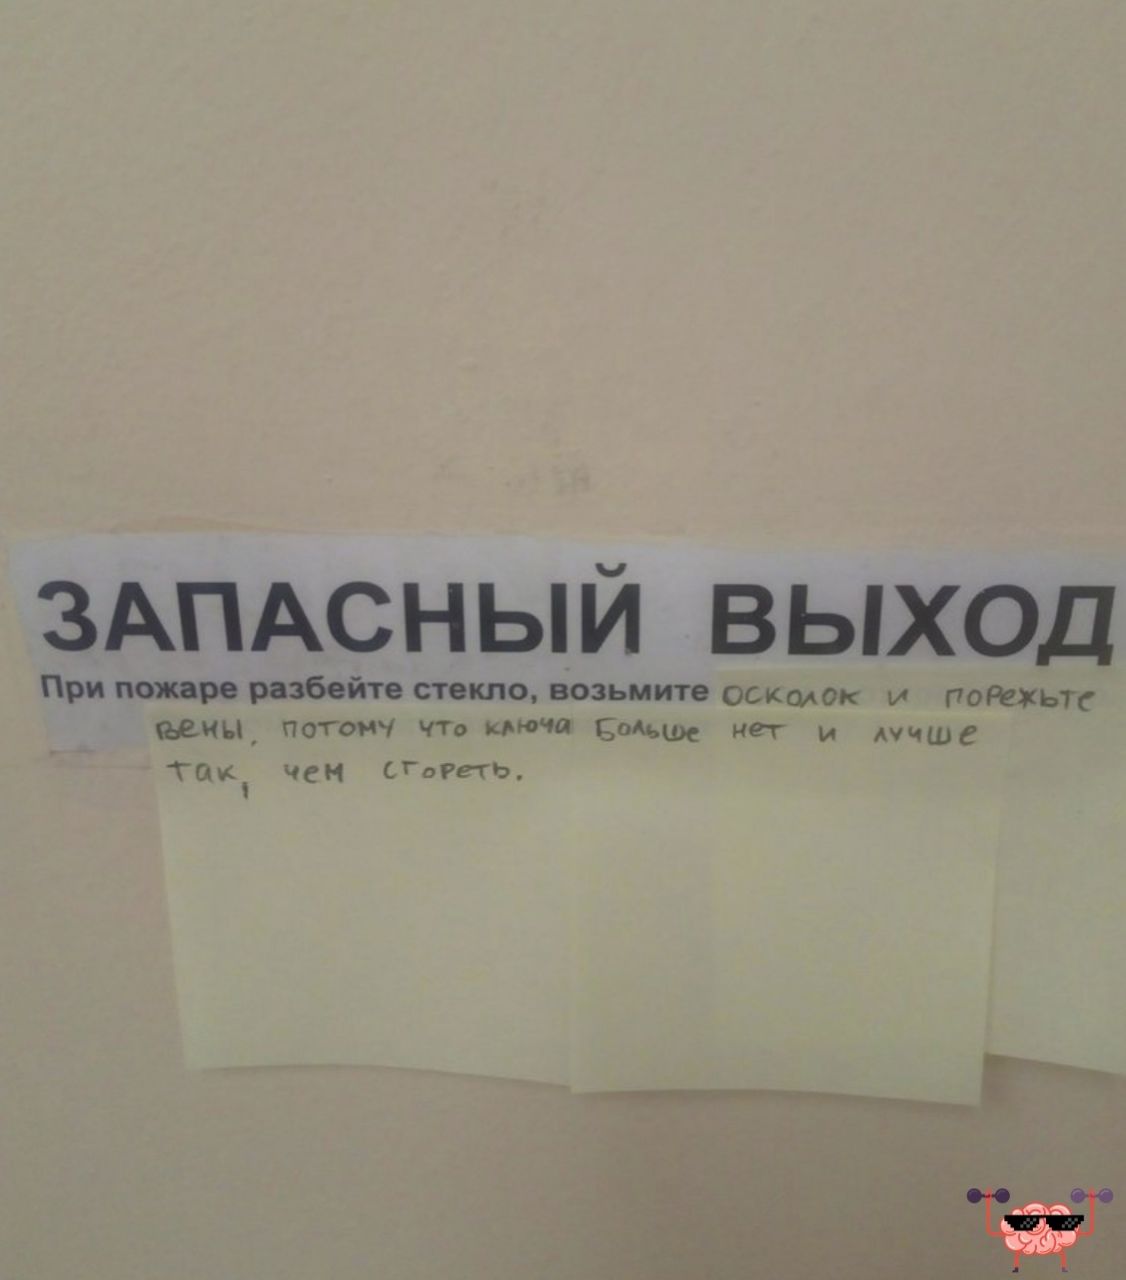 ЗАПАСНЫЙ ВЫХОД
При пожаре разбейте стекло, возьмите осколок и порежьте
вены, потому что ключа больше нет и лучше
так, чем сгореть.